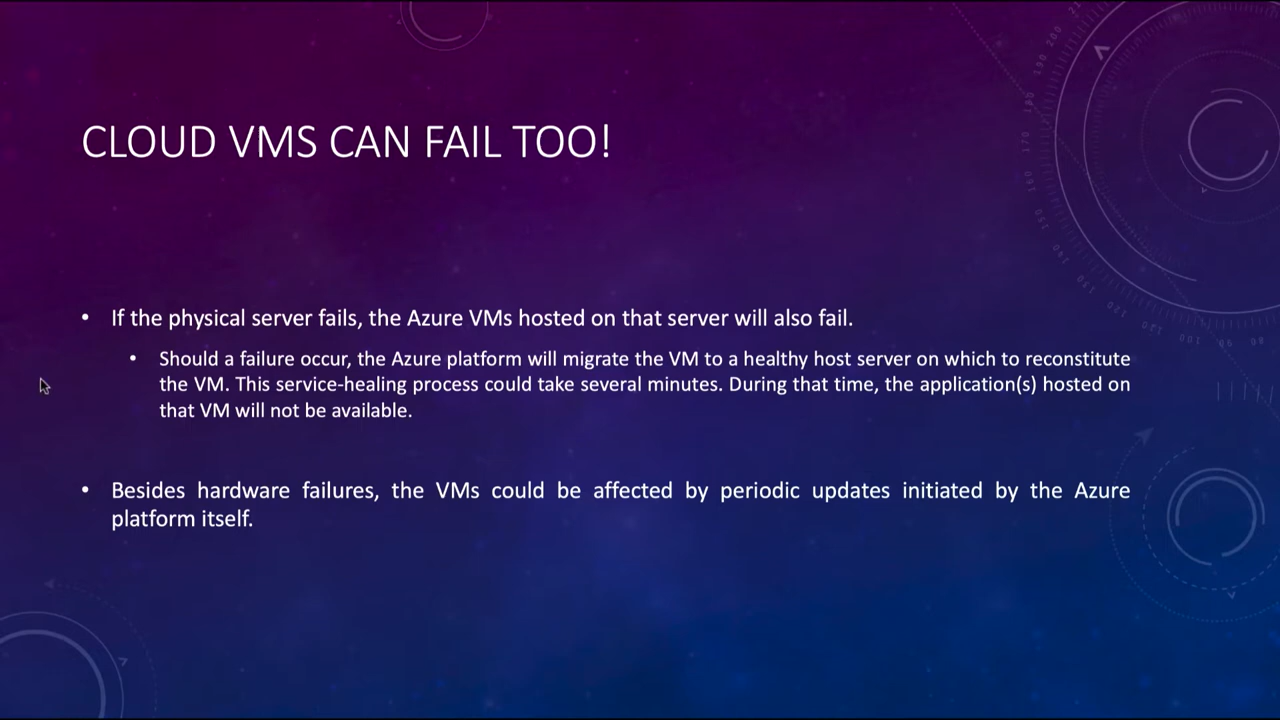 CLOUD VMS CAN FAIL TOO!
• If the physical server fails, the Azure VMs hosted on that server will also fail.
• Should a failure occur, the Azure platform will migrate the VM to a healthy host server on which to reconstitute
the VM. This service-healing process could take several minutes. During that time, the application(s) hosted on
that VM will not be available.
• Besides hardware failures, the VMs could be affected by periodic updates initiated by the Azure
platform itself.